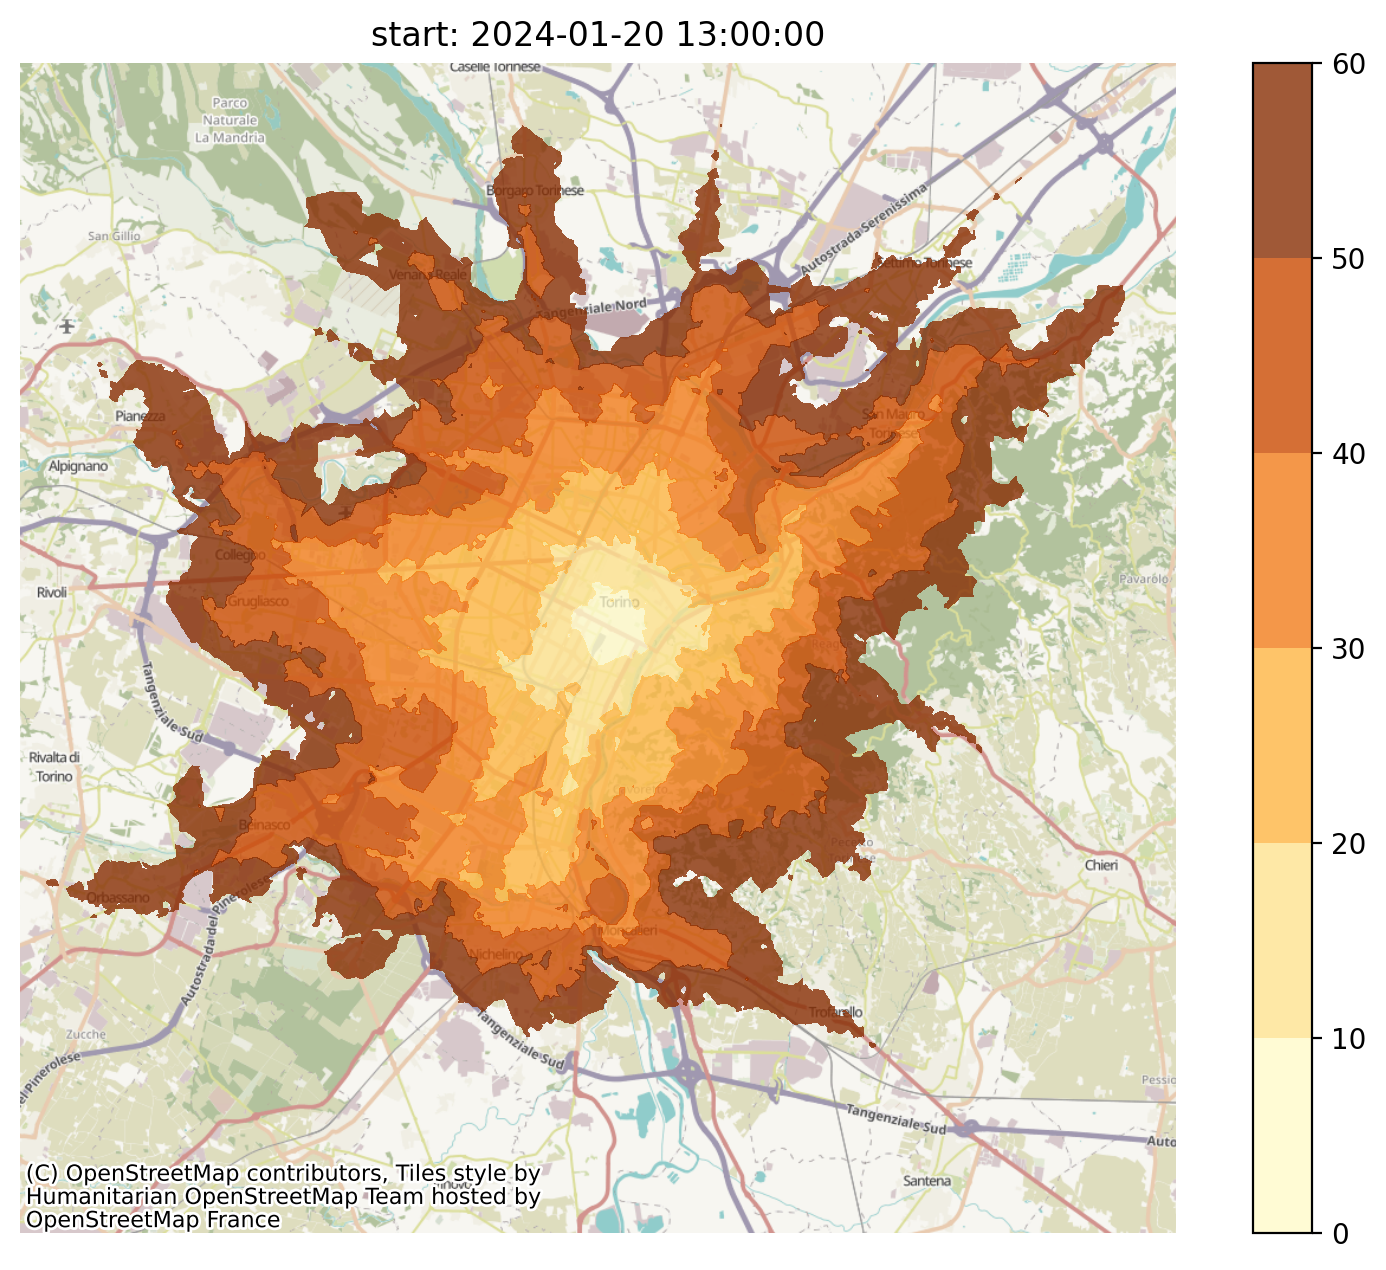 start: 2024-01-20 13:00:00
Caselle Torinese
Parco
Naturale
La Mandria
Borgaro Torinese
San Gillio
Autostrada Serenissima
Venaria Reale
Settimo Torinese
Tangenziale Nord
Pianezza
San Mauro
Torinese
Alpignano
Collegno
Rivoli
Pavarolo
Grugliasco
Torino
Tangenziale Sud
Rivalta di
Torino
Cavoretto
Beinasco
Pecetto
Chieri
Orbassano
Autostrada del Pinerolese
Moncalieri
Nichelino
Trofarello
Zucche
Tangenziale Sud
del Pinerolese
Pessio
Tangenziale Sud
Auto
Santena
(C) OpenStreetMap contributors, Tiles style by
Humanitarian OpenStreetMap Team hosted by
OpenStreetMap France
60
50
40
30
20
10
0